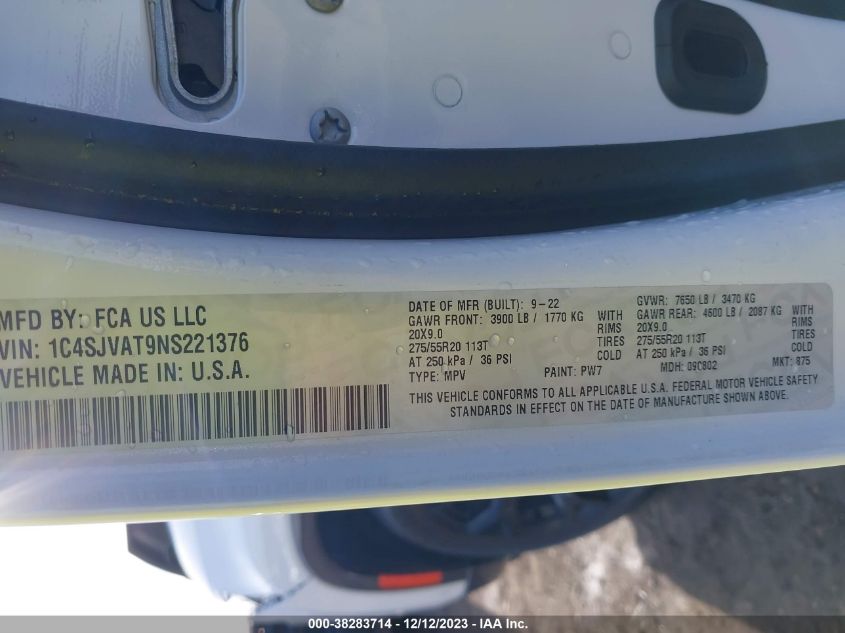 MFD BY: FCA US LLC
VIN: 1C4SJVAT9NS221376
VEHICLE MADE IN: U.S.A.
DATE OF MFR (BUILT): 9-22
GVWR: 7650 LB / 3470 KG
GAWR FRONT: 3900 LB / 1770 KG WITH
GAWR REAR: 4600 LB / 2087 KG WITH
20X9.0 RIMS
20X9.0 RIMS
275/55R20 113T TIRES
275/55R20 113T TIRES
AT 250 kPa / 36 PSI COLD
AT 250 kPa / 36 PSI COLD
TYPE: MPV PAINT: PW7 MDH: 09C802 MKT: 875
THIS VEHICLE CONFORMS TO ALL APPLICABLE U.S.A. FEDERAL MOTOR VEHICLE SAFETY
STANDARDS IN EFFECT ON THE DATE OF MANUFACTURE SHOWN ABOVE.
000-38283714 - 12/12/2023 - I.A.A. Inc.